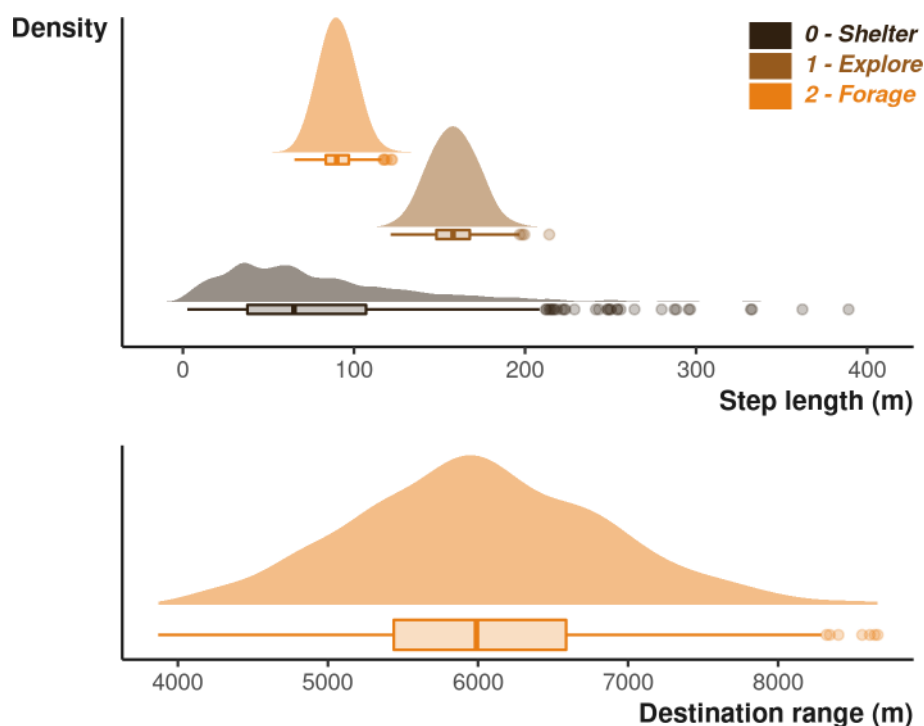 Density
0 - Shelter
1 - Explore
2 - Forage
0 100 200 300 400
Step length (m)
4000 5000 6000 7000 8000
Destination range (m)